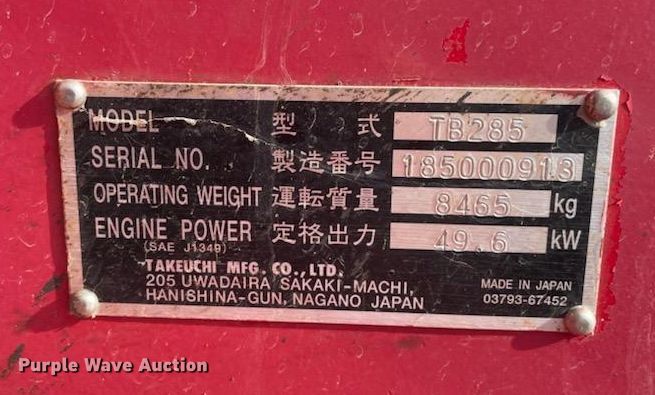 MODEL 型式 TB285
SERIAL NO. 製造番号 185000913
OPERATING WEIGHT 運転質量 8465 kg
ENGINE POWER 定格出力 49.6 kW
(SAE J1349)
TAKEUCHI MFG. CO., LTD.
205 UWADAIRA SAKAKI-MACHI,
HANISHINA-GUN, NAGANO JAPAN
MADE IN JAPAN
03793-67452
Purple Wave Auction